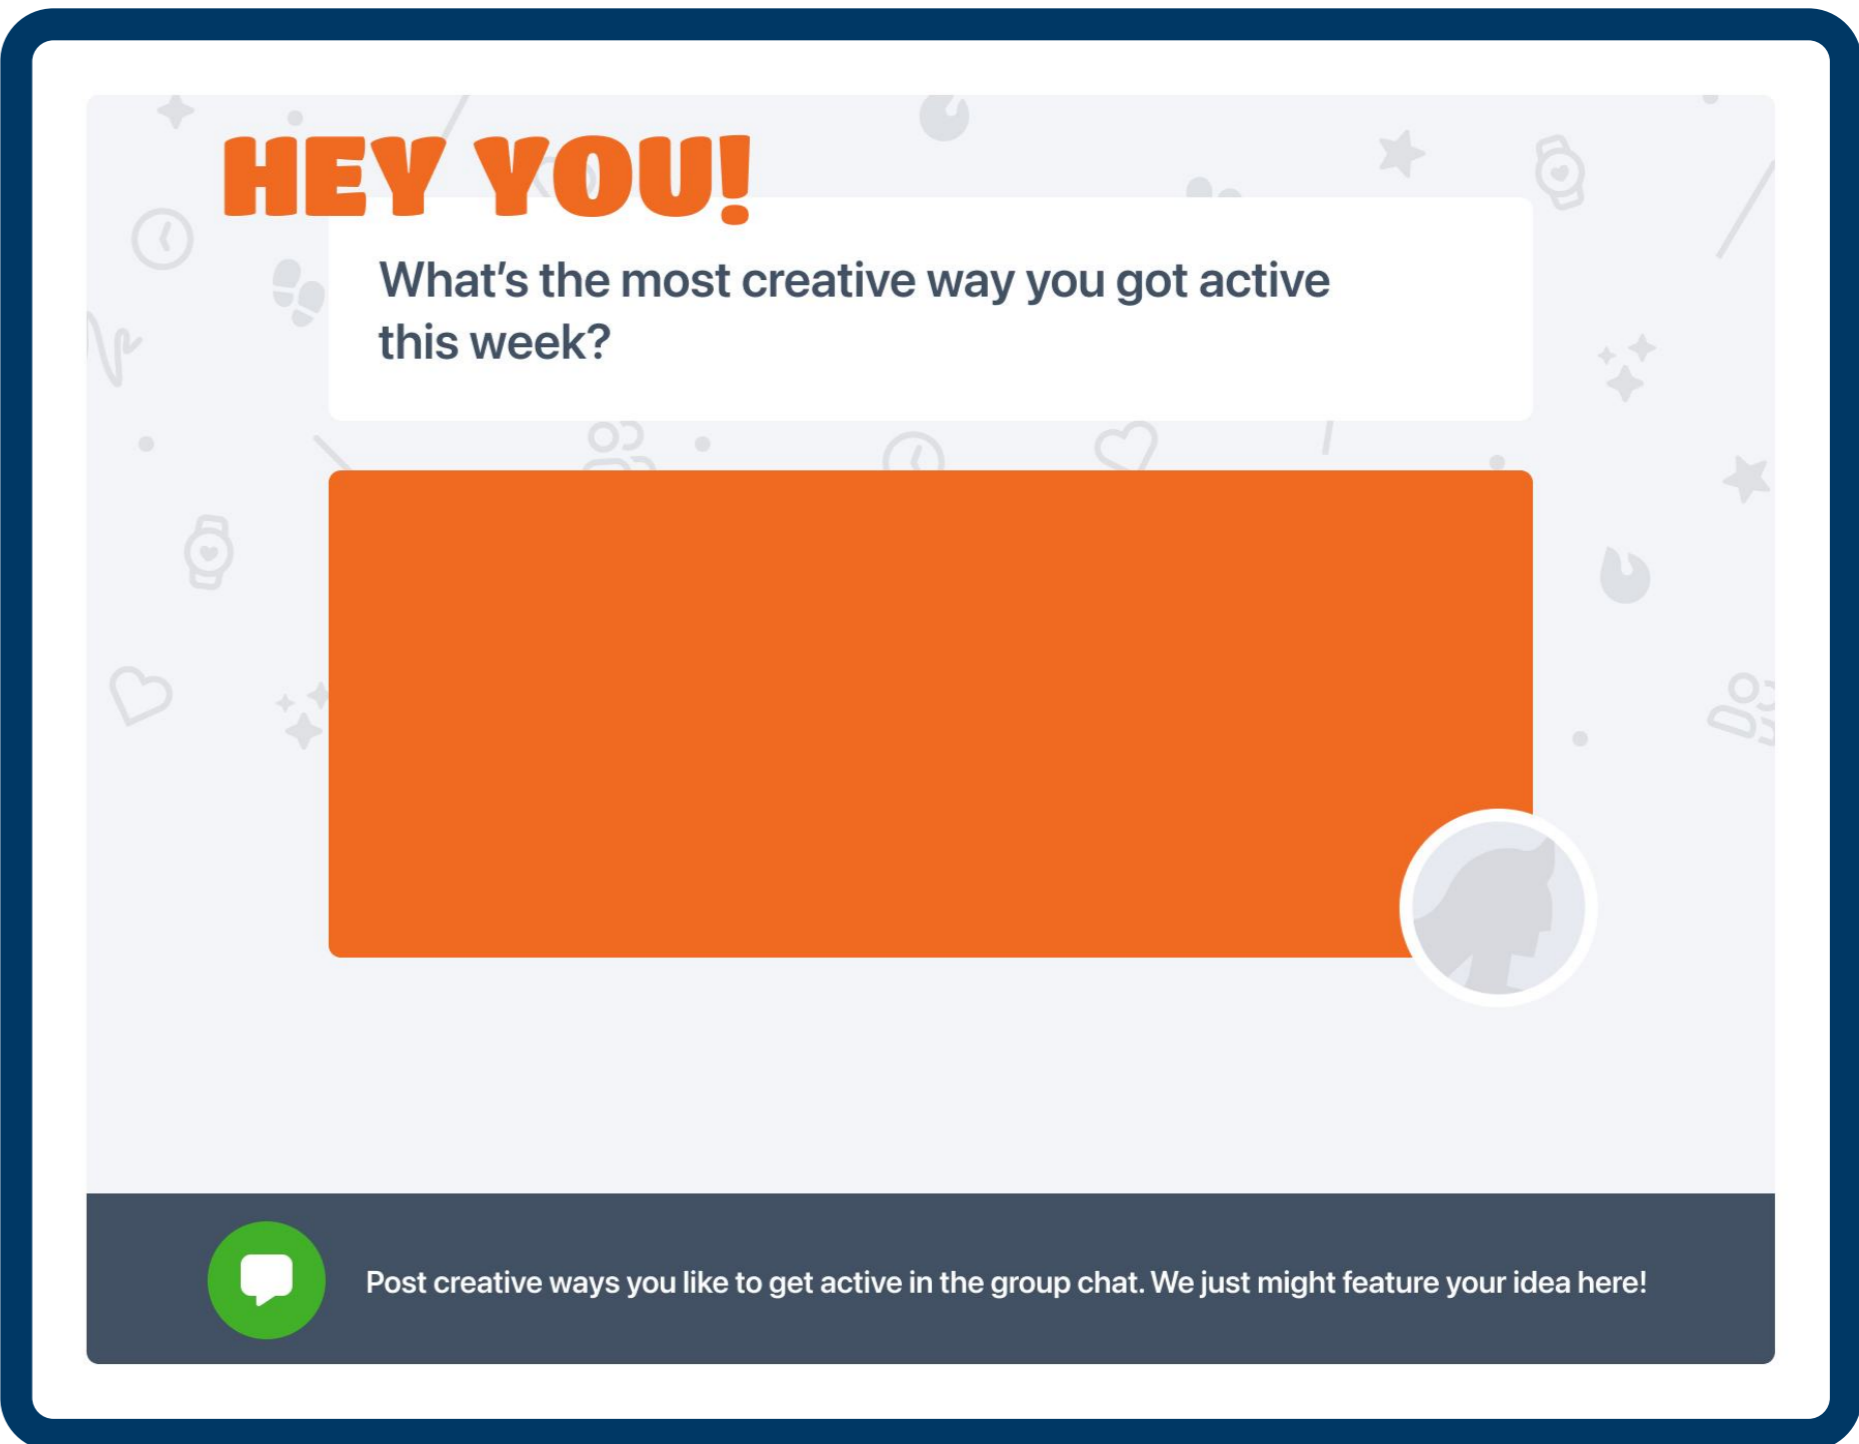 HEY YOU!
What's the most creative way you got active
this week?
Post creative ways you like to get active in the group chat. We just might feature your idea here!